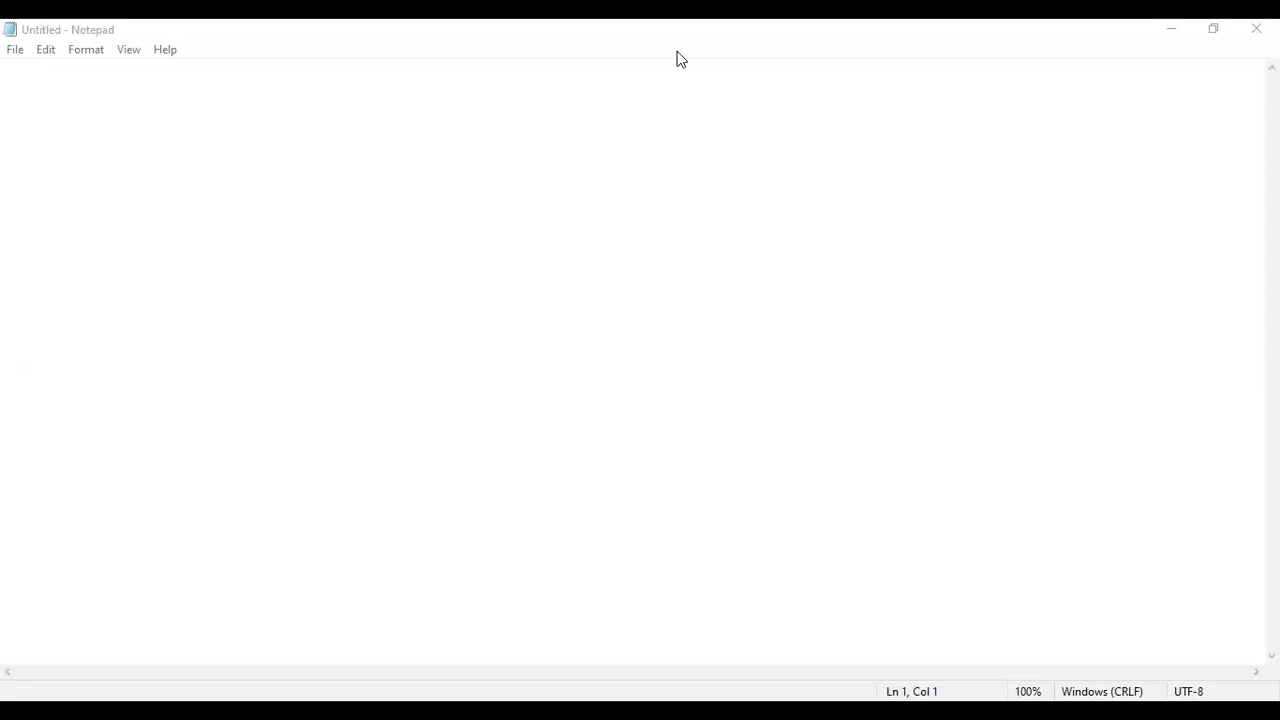 Untitled - Notepad
File Edit Format View Help
Ln 1, Col 1 100% Windows (CRLF) UTF-8